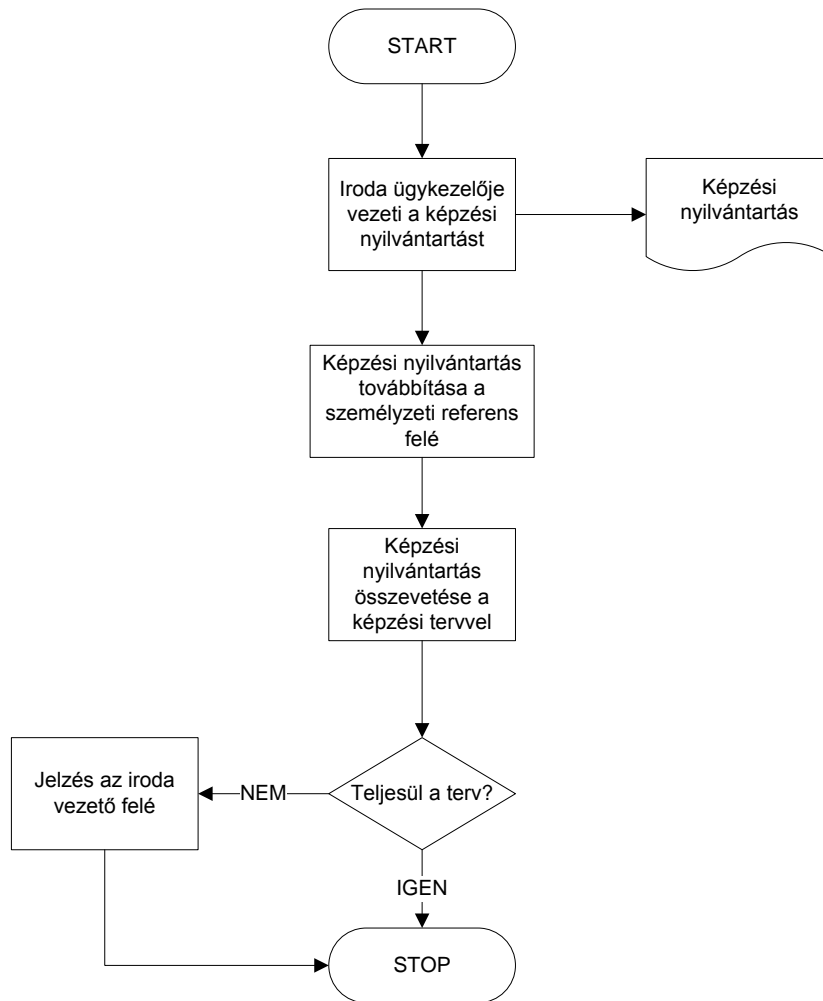 START
Iroda ügykezelője
vezeti a képzési
nyilvántartást
Képzési
nyilvántartás
Képzési nyilvántartás
továbbítása a
személyzeti referens
felé
Képzési
nyilvántartás
összevetése a
képzési tervvel
Jelzés az iroda
vezető felé
NEM
Teljesül a terv?
IGEN
STOP